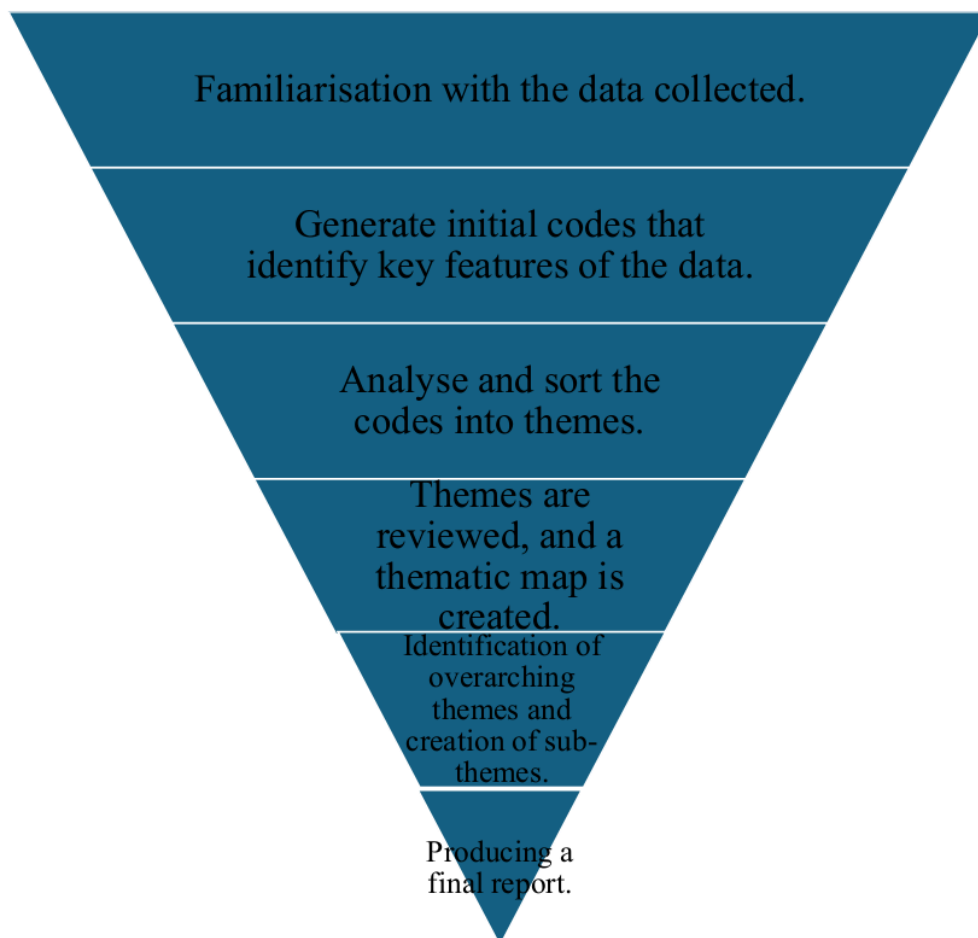 Familiarisation with the data collected.
Generate initial codes that
identify key features of the data.
Analyse and sort the
codes into themes.
Themes are
reviewed, and a
thematic map is
created.
Identification of
overarching
themes and
creation of sub-
themes.
Producing a
final report.